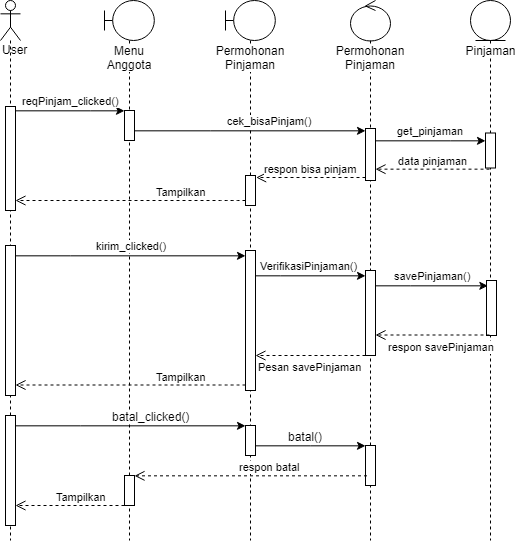 User
Menu
Anggota
Permohonan
Pinjaman
Permohonan
Pinjaman
Pinjaman
reqPinjam_clicked()
cek_bisaPinjam()
get_pinjaman
data pinjaman
respon bisa pinjam
Tampilkan
kirim_clicked()
VerifikasiPinjaman()
savePinjaman()
respon savePinjaman
Pesan savePinjaman
Tampilkan
batal_clicked()
batal()
respon batal
Tampilkan